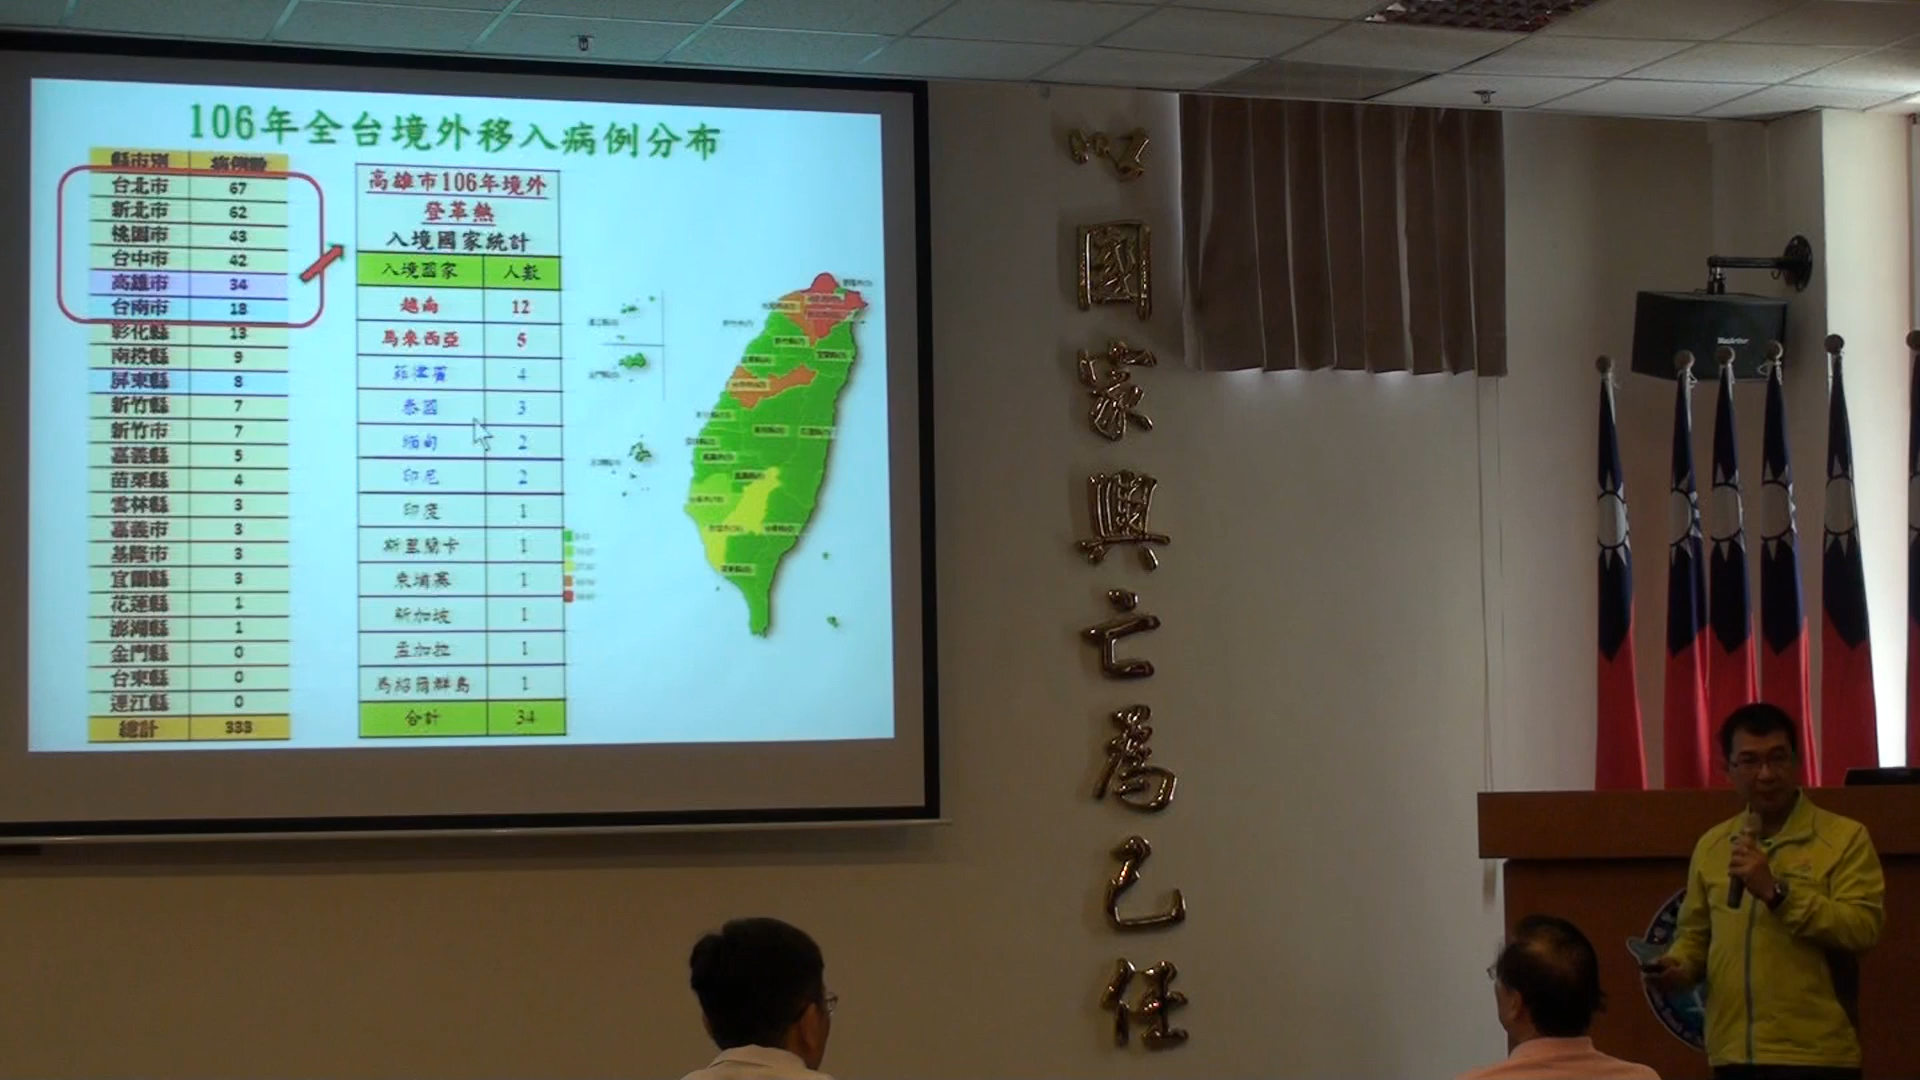 106年全台境外移入病例分布
縣市別 病例數
台北市 67
新北市 62
桃園市 43
台中市 42
高雄市 34
台南市 18
彰化縣 13
南投縣 9
屏東縣 8
新竹縣 7
新竹市 7
嘉義縣 5
苗栗縣 4
雲林縣 3
嘉義市 3
基隆市 3
宜蘭縣 3
花蓮縣 1
澎湖縣 1
金門縣 0
台東縣 0
連江縣 0
總計 333
高雄市106年境外
登革熱
入境國家統計
入境國家 人數
越南 12
馬來西亞 5
菲律賓 4
泰國 3
緬甸 2
印尼 2
印度 1
斯里蘭卡 1
柬埔寨 1
新加坡 1
孟加拉 1
馬紹爾群島 1
合計 34
以國家興亡為己任